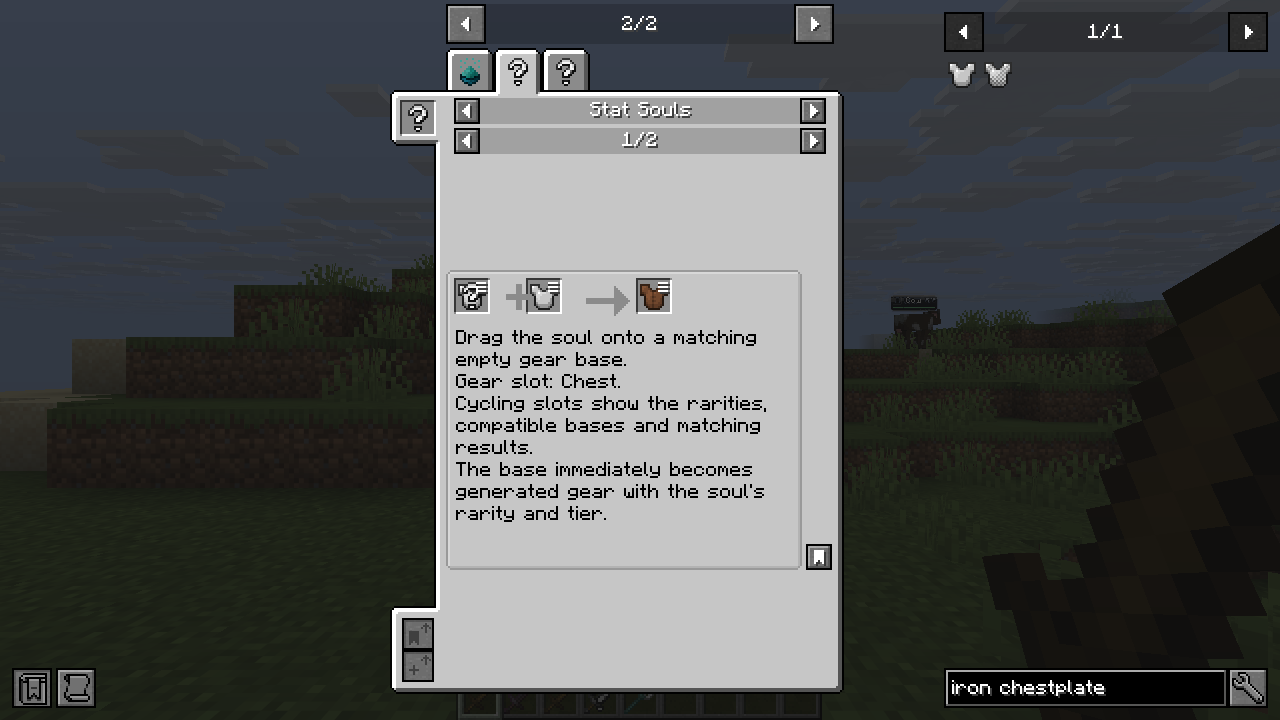 2/2
1/1
Stat Souls
1/2
Drag the soul onto a matching
empty gear base.
Gear slot: Chest.
Cycling slots show the rarities,
compatible bases and matching
results.
The base immediately becomes
generated gear with the soul's
rarity and tier.
iron chestplate